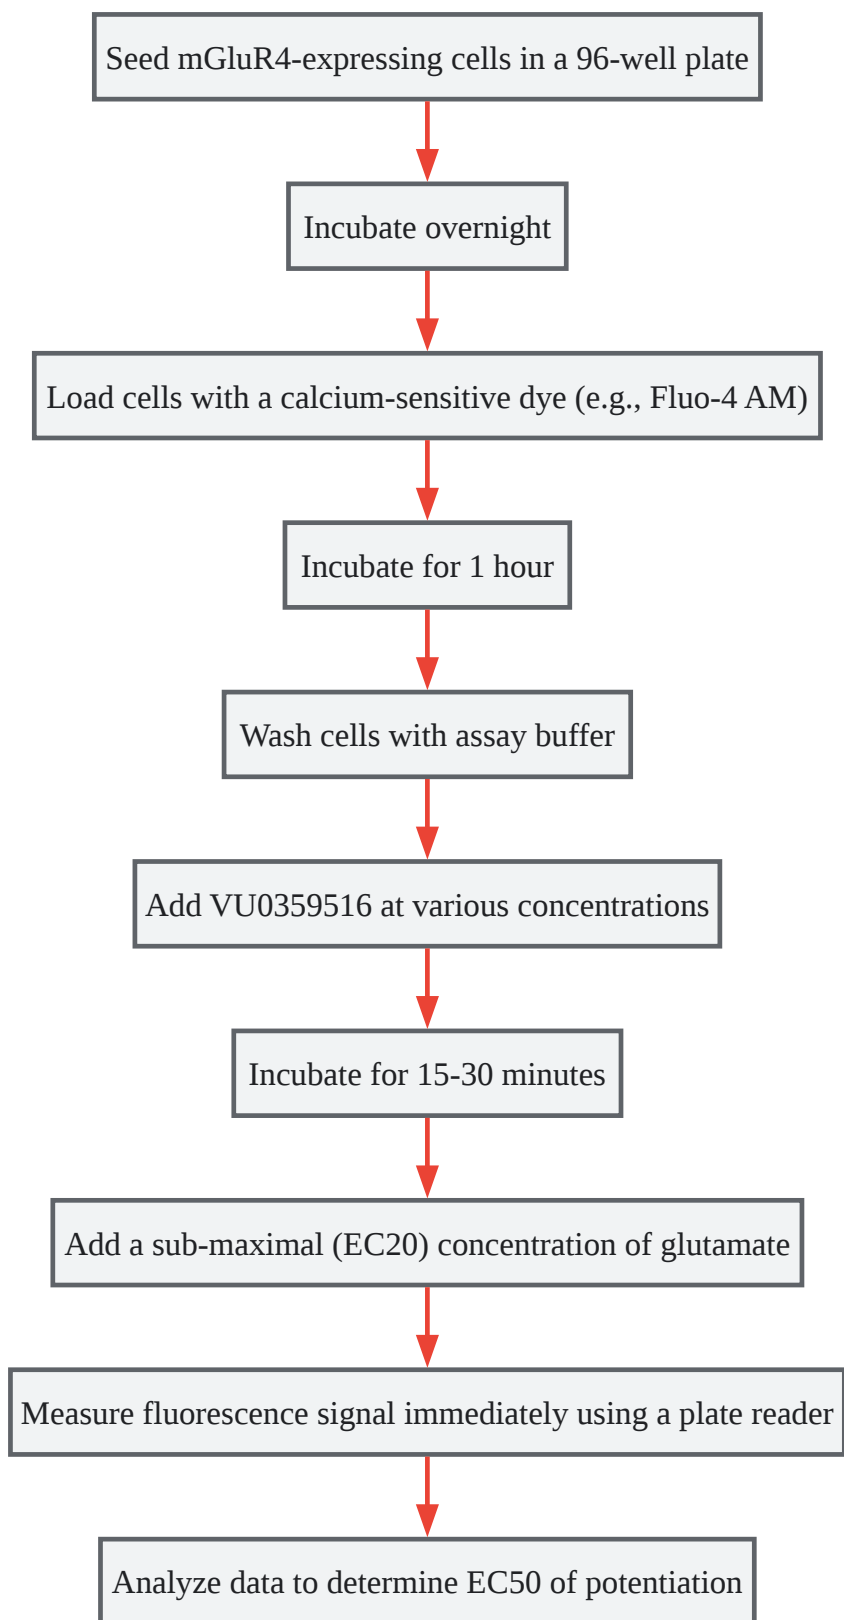 Seed mGluR4-expressing cells in a 96-well plate
Incubate overnight
Load cells with a calcium-sensitive dye (e.g., Fluo-4 AM)
Incubate for 1 hour
Wash cells with assay buffer
Add VU0359516 at various concentrations
Incubate for 15-30 minutes
Add a sub-maximal (EC20) concentration of glutamate
Measure fluorescence signal immediately using a plate reader
Analyze data to determine EC50 of potentiation